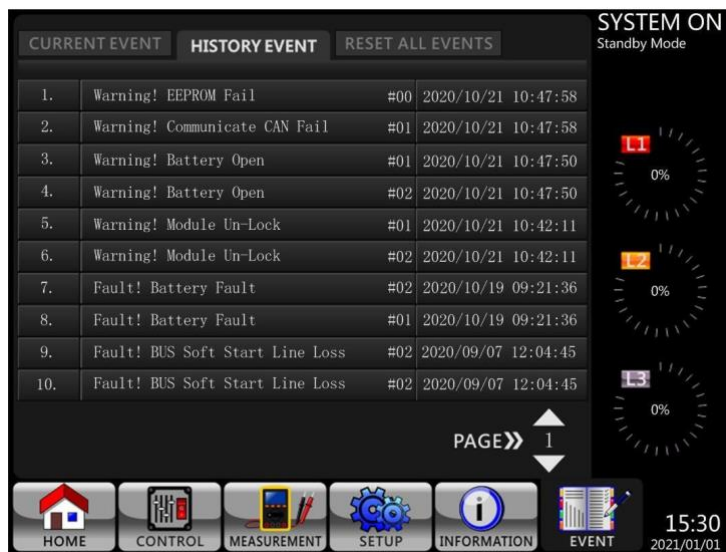 SYSTEM ON
Standby Mode
CURRENT EVENT HISTORY EVENT RESET ALL EVENTS
1. Warning! EEPROM Fail #00 2020/10/21 10:47:58
2. Warning! Communicate CAN Fail #01 2020/10/21 10:47:58
3. Warning! Battery Open #01 2020/10/21 10:47:50
4. Warning! Battery Open #02 2020/10/21 10:47:50
5. Warning! Module Un-Lock #01 2020/10/21 10:42:11
6. Warning! Module Un-Lock #02 2020/10/21 10:42:11
7. Fault! Battery Fault #02 2020/10/19 09:21:36
8. Fault! Battery Fault #01 2020/10/19 09:21:36
9. Fault! BUS Soft Start Line Loss #02 2020/09/07 12:04:45
10. Fault! BUS Soft Start Line Loss #02 2020/09/07 12:04:45
L1
0%
L2
0%
L3
0%
PAGE» 1
HOME CONTROL MEASUREMENT SETUP INFORMATION EVENT
15:30
2021/01/01